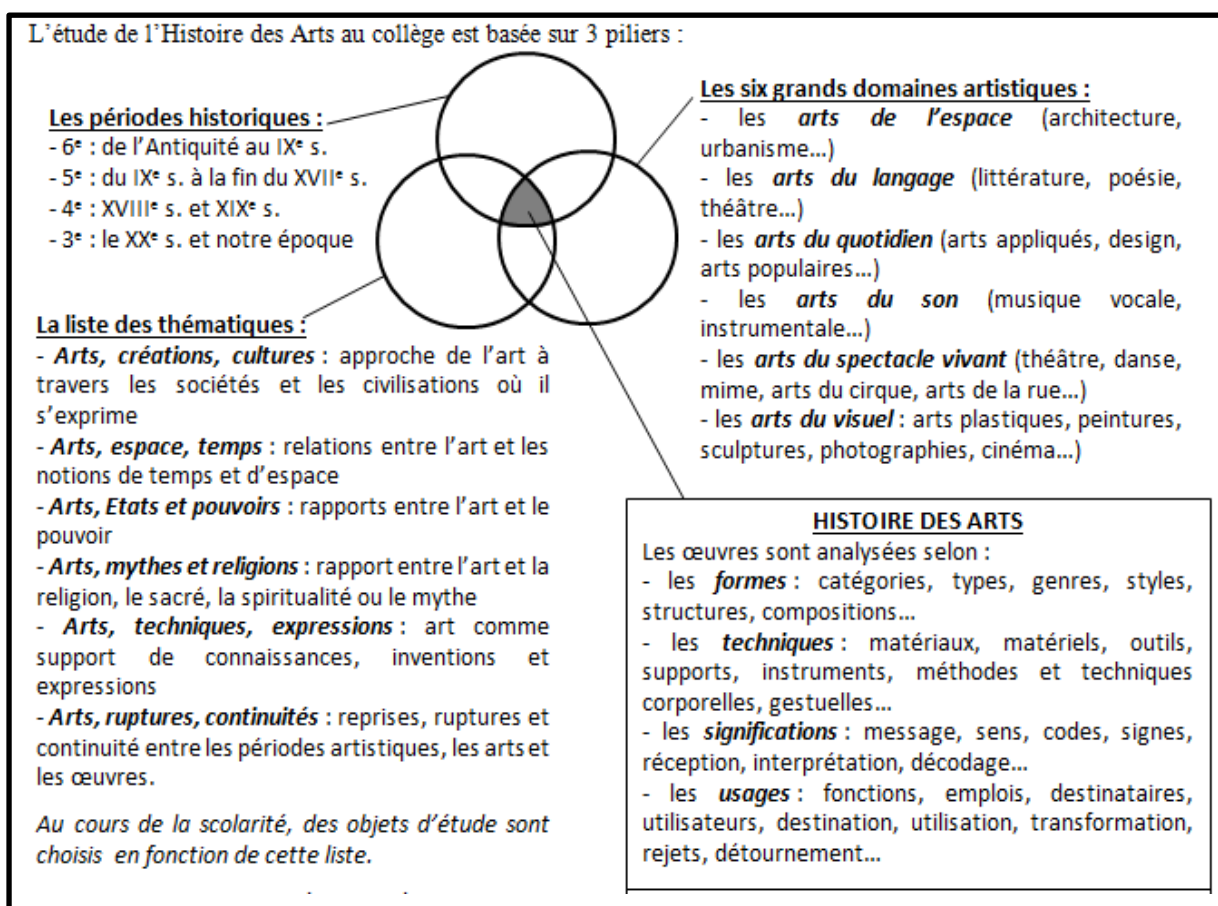 L'étude de l'Histoire des Arts au collège est basée sur 3 piliers :
Les périodes historiques :
- 6e : de l'Antiquité au IXe s.
- 5e : du IXe s. à la fin du XVIIe s.
- 4e : XVIIIe s. et XIXe s.
- 3e : le XXe s. et notre époque
Les six grands domaines artistiques :
- les arts de l'espace (architecture,
urbanisme...)
- les arts du langage (littérature, poésie,
théâtre...)
- les arts du quotidien (arts appliqués, design,
arts populaires...)
- les arts du son (musique vocale,
instrumentale...)
- les arts du spectacle vivant (théâtre, danse,
mime, arts du cirque, arts de la rue...)
- les arts du visuel : arts plastiques, peintures,
sculptures, photographies, cinéma...)
La liste des thématiques :
- Arts, créations, cultures : approche de l'art à
travers les sociétés et les civilisations où il
s'exprime
- Arts, espace, temps : relations entre l'art et les
notions de temps et d'espace
- Arts, Etats et pouvoirs : rapports entre l'art et le
pouvoir
- Arts, mythes et religions : rapport entre l'art et la
religion, le sacré, la spiritualité ou le mythe
- Arts, techniques, expressions : art comme
support de connaissances, inventions et
expressions
- Arts, ruptures, continuités : reprises, ruptures et
continuité entre les périodes artistiques, les arts et
les œuvres.
Au cours de la scolarité, des objets d'étude sont
choisis en fonction de cette liste.
HISTOIRE DES ARTS
Les œuvres sont analysées selon :
- les formes : catégories, types, genres, styles,
structures, compositions...
- les techniques : matériaux, matériels, outils,
supports, instruments, méthodes et techniques
corporelles, gestuelles...
- les significations : message, sens, codes, signes,
réception, interprétation, décodage...
- les usages : fonctions, emplois, destinataires,
utilisateurs, destination, utilisation, transformation,
rejets, détournement...